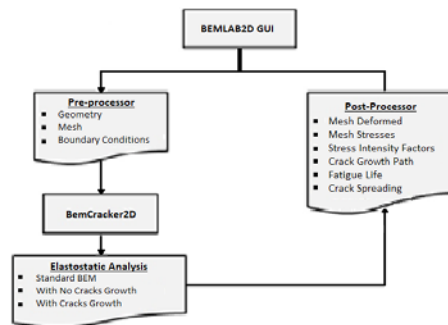 BEMLAB2D GUI
Pre-processor
▪ Geometry
▪ Mesh
▪ Boundary Conditions
BemCracker2D
Elastostatic Analysis
▪ Standard BEM
▪ With No Cracks Growth
▪ With Cracks Growth
Post-Processor
▪ Mesh Deformed
▪ Mesh Stresses
▪ Stress Intensity Factors
▪ Crack Growth Path
▪ Fatigue Life
▪ Crack Spreading